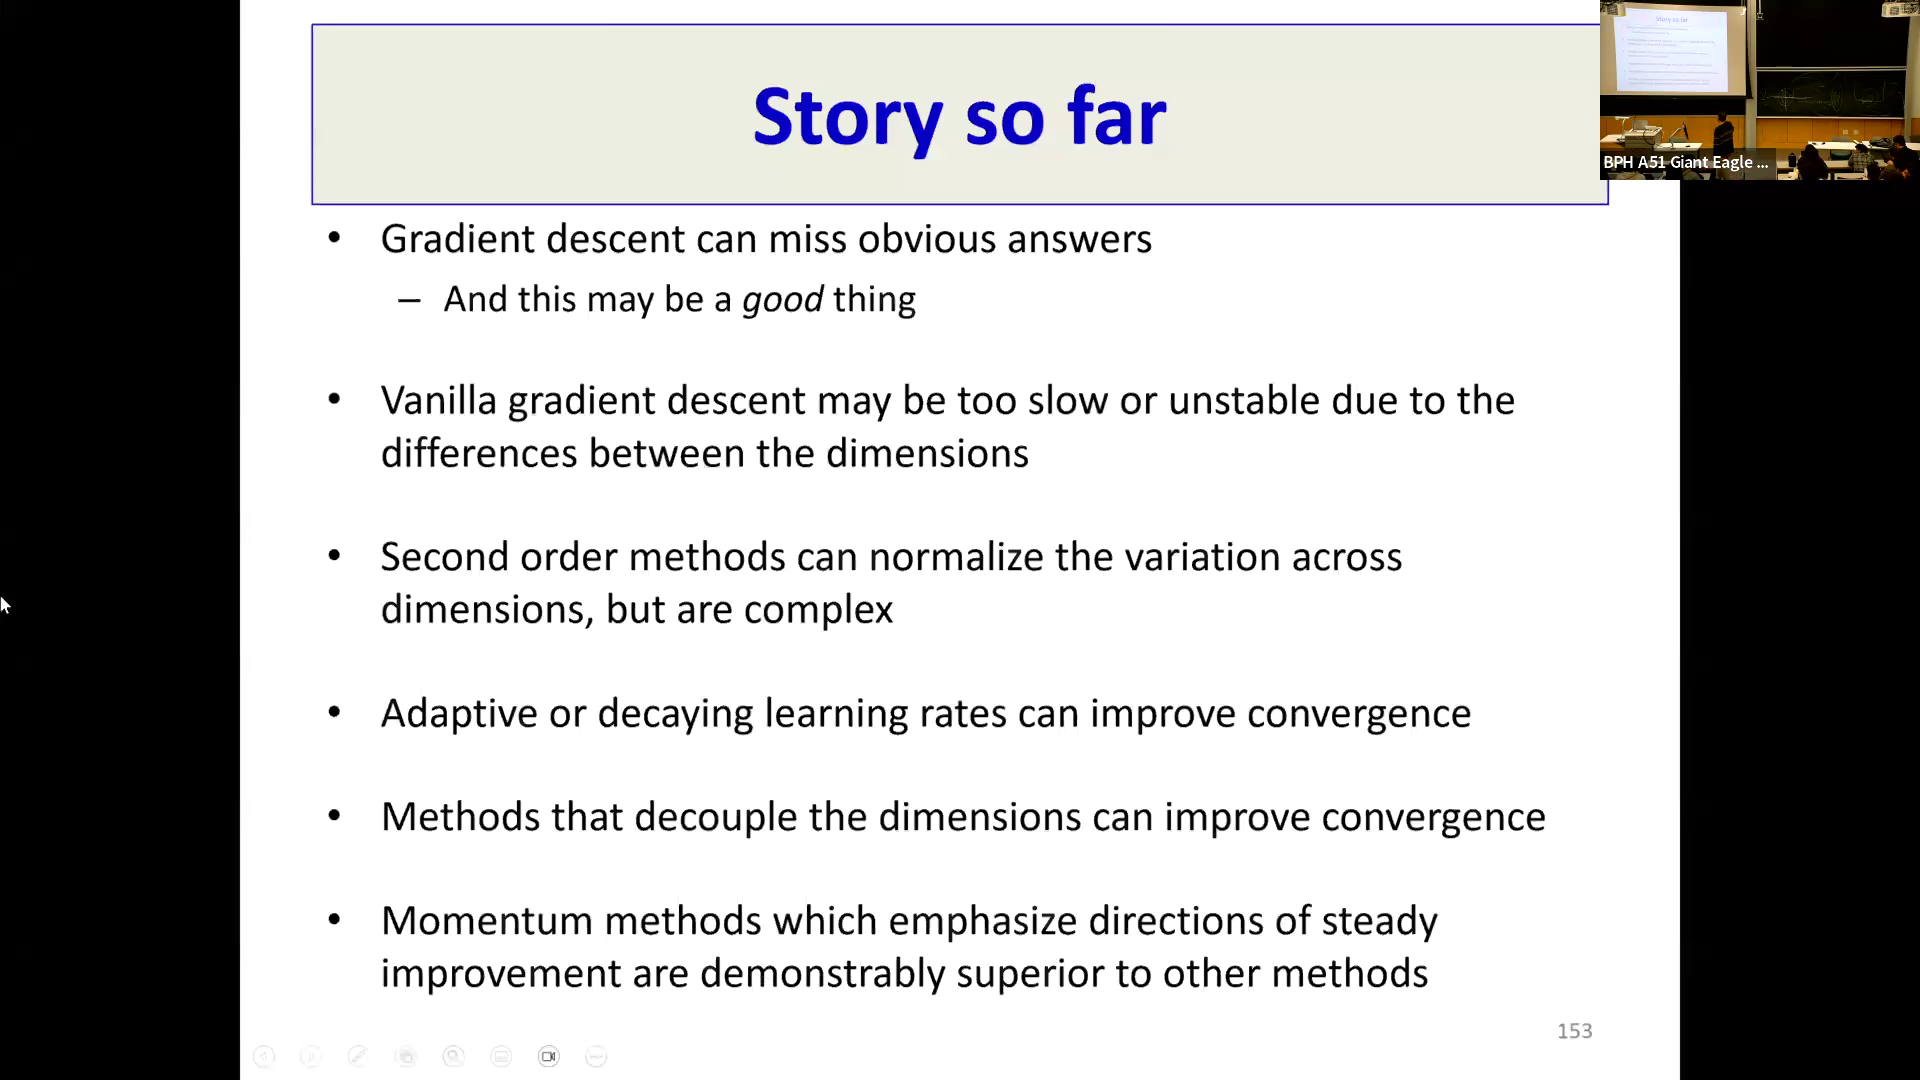 Story so far
BPH A51 Giant Eagle ...
• Gradient descent can miss obvious answers
– And this may be a good thing
• Vanilla gradient descent may be too slow or unstable due to the
differences between the dimensions
• Second order methods can normalize the variation across
dimensions, but are complex
• Adaptive or decaying learning rates can improve convergence
• Methods that decouple the dimensions can improve convergence
• Momentum methods which emphasize directions of steady
improvement are demonstrably superior to other methods
153
Story so far